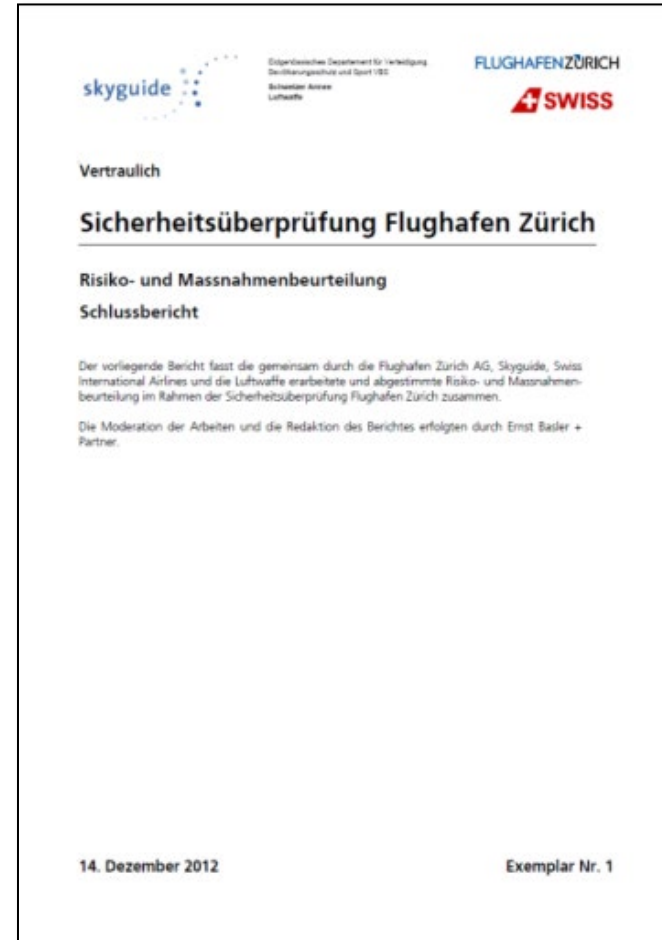 skyguide
Eidgenössisches Departement für Verteidigung
Bevölkerungsschutz und Sport VBS
Schweizer Armee
Luftwaffe
FLUGHAFENZÜRICH
SWISS
Vertraulich
Sicherheitsüberprüfung Flughafen Zürich
Risiko- und Massnahmenbeurteilung
Schlussbericht
Der vorliegende Bericht fasst die gemeinsam durch die Flughafen Zürich AG, Skyguide, Swiss
International Airlines und die Luftwaffe erarbeitete und abgestimmte Risiko- und Massnahmen-
beurteilung im Rahmen der Sicherheitsüberprüfung Flughafen Zürich zusammen.
Die Moderation der Arbeiten und die Redaktion des Berichtes erfolgten durch Ernst Basler +
Partner.
14. Dezember 2012
Exemplar Nr. 1